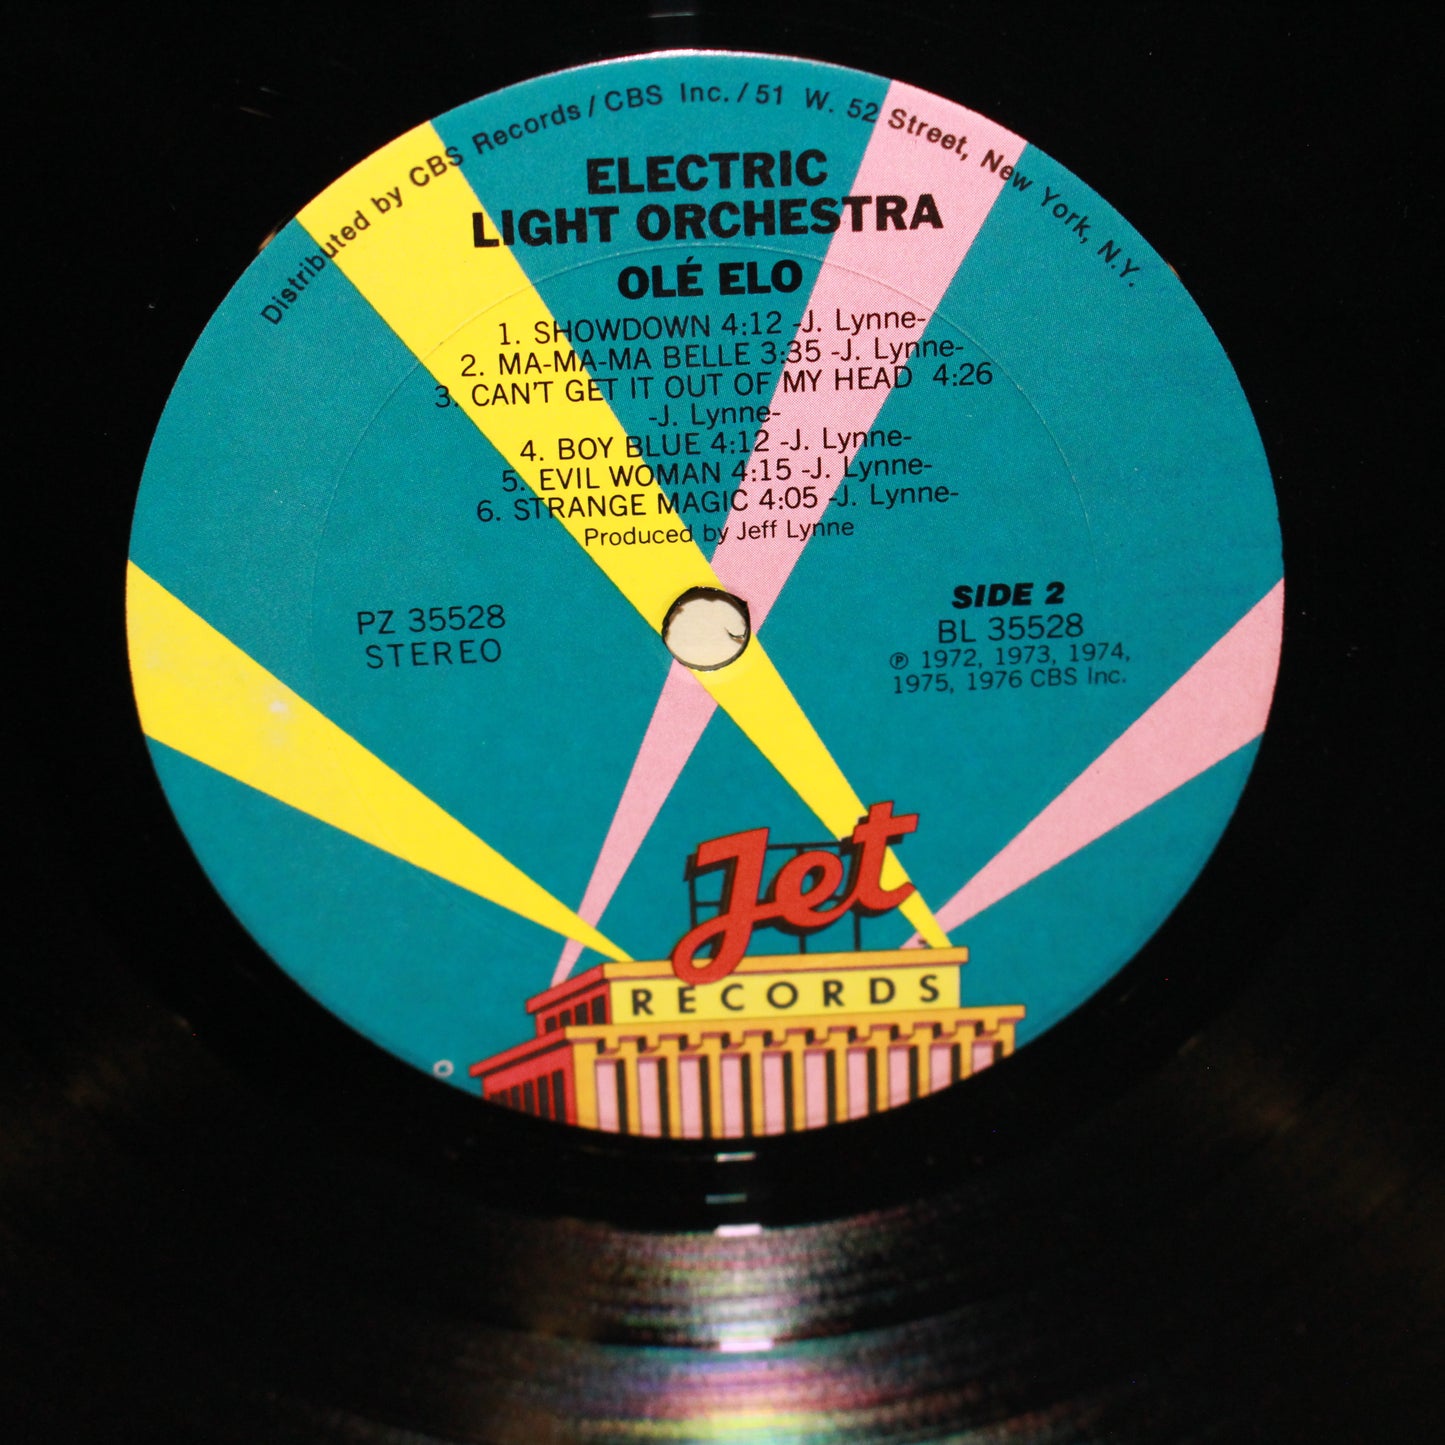 Distributed by CBS Records / CBS Inc. / 51 W. 52 Street, New York, N.Y.
ELECTRIC
LIGHT ORCHESTRA
OLÉ ELO
1. SHOWDOWN 4:12 -J. Lynne-
2. MA-MA-MA BELLE 3:35 -J. Lynne-
3. CAN'T GET IT OUT OF MY HEAD 4:26
-J. Lynne-
4. BOY BLUE 4:12 -J. Lynne-
5. EVIL WOMAN 4:15 -J. Lynne-
6. STRANGE MAGIC 4:05 -J. Lynne-
Produced by Jeff Lynne
PZ 35528
STEREO
SIDE 2
BL 35528
℗ 1972, 1973, 1974,
1975, 1976 CBS Inc.
Jet
RECORDS